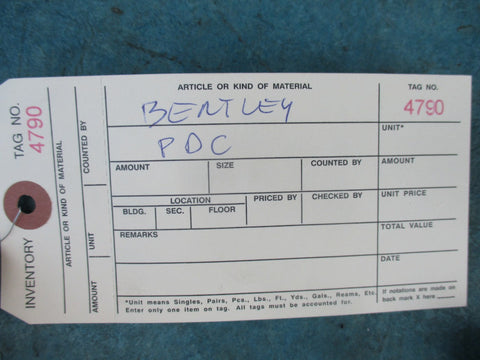 TAG NO.
4790
INVENTORY
ARTICLE OR KIND OF MATERIAL
COUNTED BY
UNIT
AMOUNT
ARTICLE OR KIND OF MATERIAL
BENTLEY
PDC
TAG NO.
4790
UNIT*
AMOUNT
SIZE
COUNTED BY
AMOUNT
LOCATION
PRICED BY
CHECKED BY
UNIT PRICE
BLDG.
SEC.
FLOOR
REMARKS
TOTAL VALUE
DATE
*Unit means Singles, Pairs, Pcs., Lbs., Ft., Yds., Gals., Reams, Etc.
Enter only one item on tag. All tags must be accounted for.
If notations are made on
back mark X here